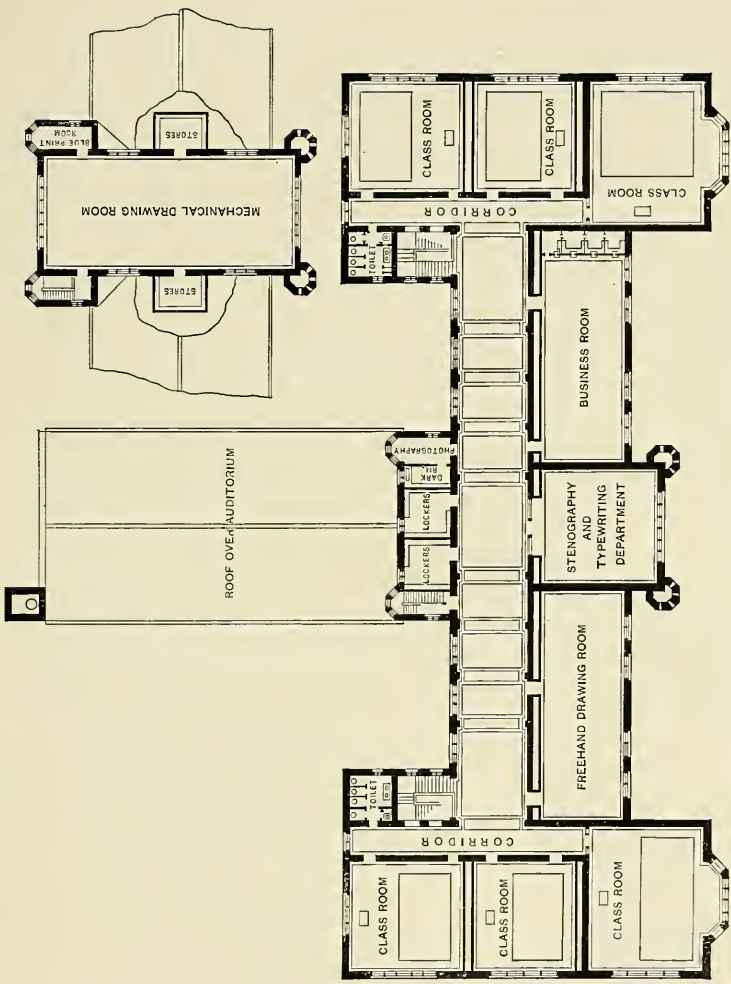 BLUE PRINT
ROOM
STORES
MECHANICAL DRAWING ROOM
STORES
CLASS ROOM
CLASS ROOM
CLASS ROOM
CORRIDOR
TOILET
ROOF OVER AUDITORIUM
PHOTOGRAPHY
DARK
RM.
LOCKERS
LOCKERS
BUSINESS ROOM
STENOGRAPHY
AND
TYPEWRITING
DEPARTMENT
FREEHAND DRAWING ROOM
TOILET
CORRIDOR
CLASS ROOM
CLASS ROOM
CLASS ROOM